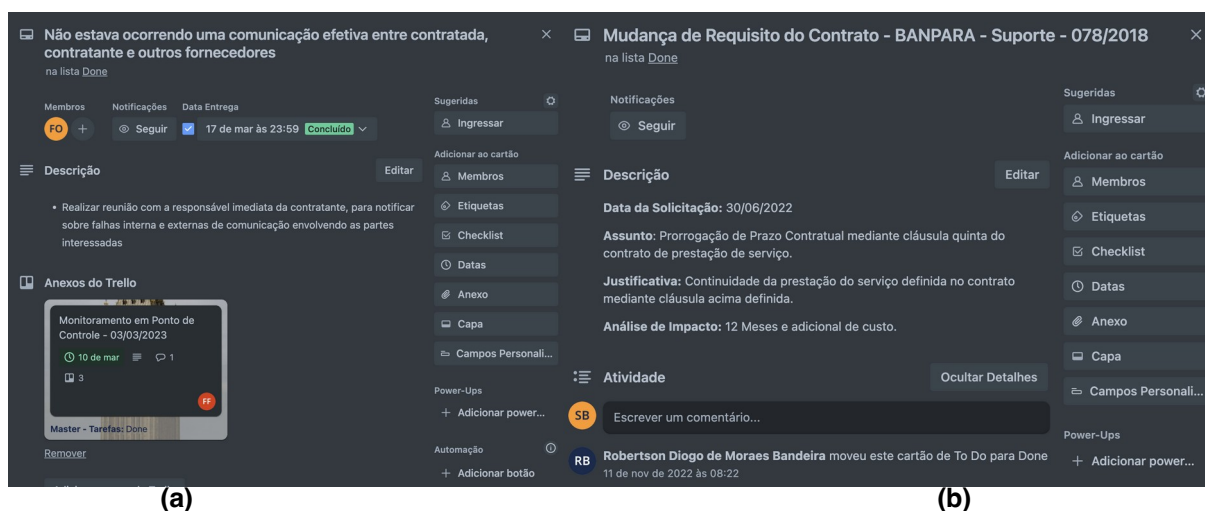 Não estava ocorrendo uma comunicação efetiva entre contratada,
contratante e outros fornecedores
na lista Done
Membros
Notificações
Data Entrega
FO
Seguir
17 de mar às 23:59 Concluído
Descrição
Editar
• Realizar reunião com a responsável imediata da contratante, para notificar
sobre falhas interna e externas de comunicação envolvendo as partes
interessadas
Anexos do Trello
Monitoramento em Ponto de
Controle - 03/03/2023
10 de mar
1
3
FF
Master - Tarefas: Done
Remover
Sugeridas
Ingressar
Adicionar ao cartão
Membros
Etiquetas
Checklist
Datas
Anexo
Capa
Campos Personali...
Power-Ups
+ Adicionar power...
Automação
+ Adicionar botão
(a)
Mudança de Requisito do Contrato - BANPARA - Suporte - 078/2018
na lista Done
Notificações
Seguir
Descrição
Editar
Data da Solicitação: 30/06/2022
Assunto: Prorrogação de Prazo Contratual mediante cláusula quinta do
contrato de prestação de serviço.
Justificativa: Continuidade da prestação do serviço definida no contrato
mediante cláusula acima definida.
Análise de Impacto: 12 Meses e adicional de custo.
Atividade
Ocultar Detalhes
SB
Escrever um comentário...
RB
Robertson Diogo de Moraes Bandeira moveu este cartão de To Do para Done
11 de nov de 2022 às 08:22
Sugeridas
Ingressar
Adicionar ao cartão
Membros
Etiquetas
Checklist
Datas
Anexo
Capa
Campos Personali...
Power-Ups
+ Adicionar power...
(b)